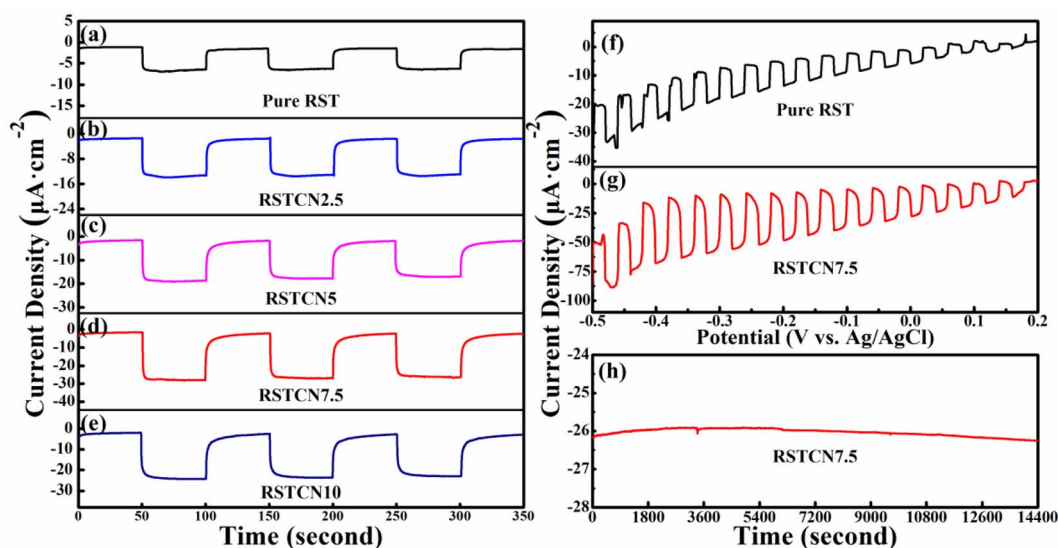 Current Density (μA·cm⁻²)
(a)
5
0
-5
-10
-15
Pure RST
(b)
0
-8
-16
-24
RSTCN2.5
(c)
0
-10
-20
-30
RSTCN5
(d)
0
-10
-20
-30
-40
RSTCN7.5
(e)
0
-10
-20
-30
RSTCN10
0 50 100 150 200 250 300 350
Time (second)
Current Density (μA·cm⁻²)
(f)
0
-10
-20
-30
-40
Pure RST
(g)
0
-25
-50
-75
-100
RSTCN7.5
-0.5 -0.4 -0.3 -0.2 -0.1 0.0 0.1 0.2
Potential (V vs. Ag/AgCl)
(h)
-24
-25
-26
-27
-28
RSTCN7.5
0 1800 3600 5400 7200 9000 10800 12600 14400
Time (second)